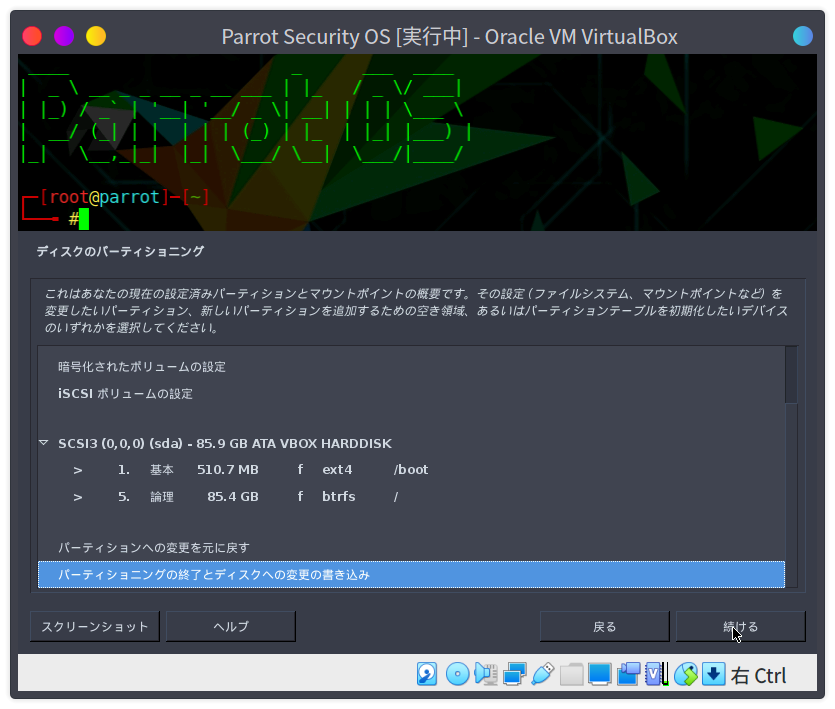 Parrot Security OS [実行中] - Oracle VM VirtualBox
Parrot OS
[root@parrot]─[~]
#
ディスクのパーティショニング
これはあなたの現在の設定済みパーティションとマウントポイントの概要です。その設定 (ファイルシステム、マウントポイントなど) を
変更したいパーティション、新しいパーティションを追加するための空き領域、あるいはパーティションテーブルを初期化したいデバイス
のいずれかを選択してください。
暗号化されたボリュームの設定
iSCSI ボリュームの設定
SCSI3 (0,0,0) (sda) - 85.9 GB ATA VBOX HARDDISK
> 1. 基本 510.7 MB f ext4 /boot
> 5. 論理 85.4 GB f btrfs /
パーティションへの変更を元に戻す
パーティショニングの終了とディスクへの変更の書き込み
スクリーンショット ヘルプ 戻る 続ける
右 Ctrl